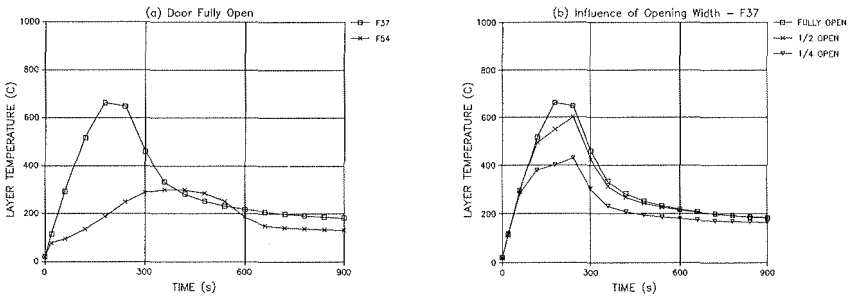 (a) Door Fully Open
F37
F54
1000
800
600
400
200
0
LAYER TEMPERATURE (C)
0
300
600
900
TIME (s)
(b) Influence of Opening Width – F37
FULLY OPEN
1/2 OPEN
1/4 OPEN
1000
800
600
400
200
0
LAYER TEMPERATURE (C)
0
300
600
900
TIME (s)